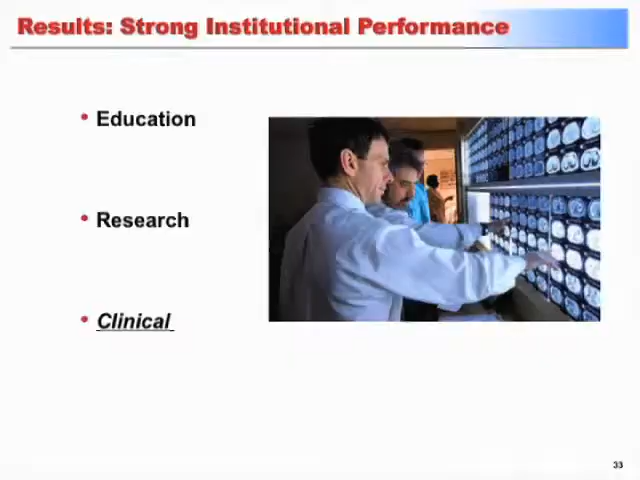 Results: Strong Institutional Performance
• Education
• Research
• Clinical
33